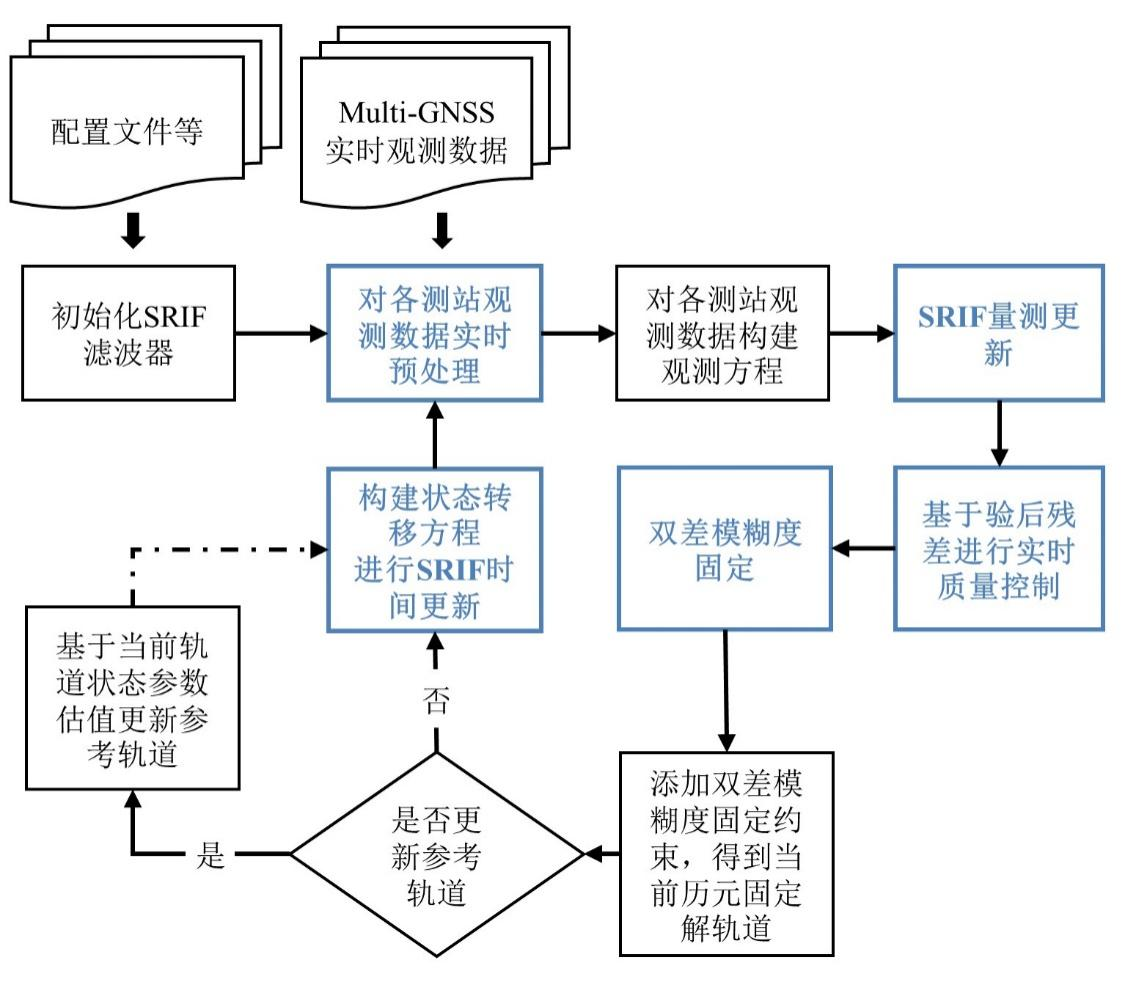 配置文件等
Multi-GNSS
实时观测数据
初始化SRIF
滤波器
对各测站观
测数据实时
预处理
对各测站观
测数据构建
观测方程
SRIF量测更
新
构建状态转
移方程
进行SRIF时
间更新
双差模糊度
固定
基于验后残
差进行实时
质量控制
基于当前轨
道状态参数
估值更新参
考轨道
否
是
是否更
新参考
轨道
添加双差模
糊度固定约
束，得到当
前历元固定
解轨道